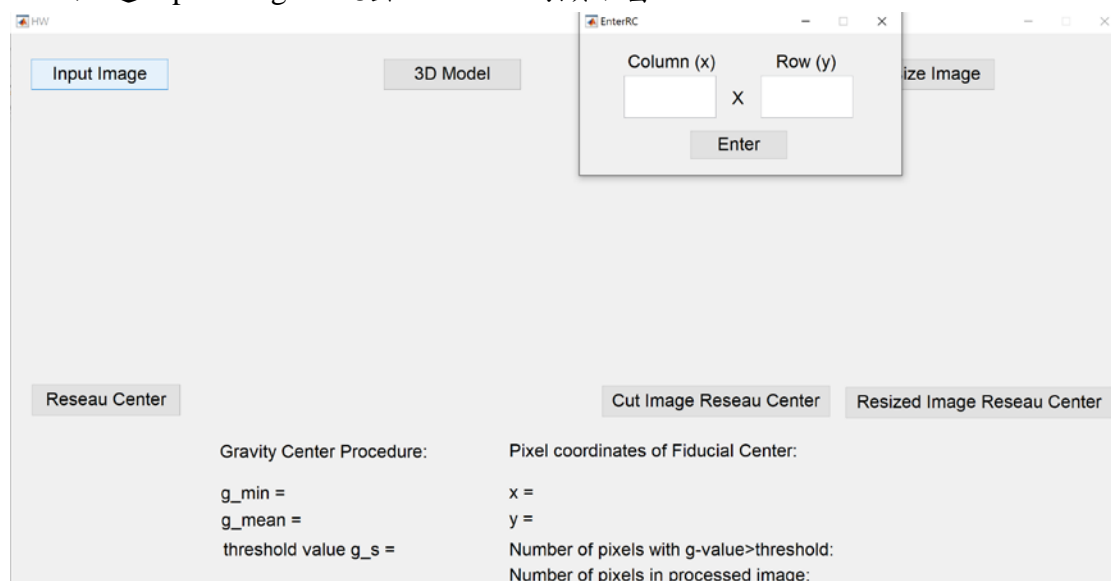 HW
EnterRC
Input Image
3D Model
Column (x)
Row (y)
X
Enter
ize Image
Reseau Center
Cut Image Reseau Center
Resized Image Reseau Center
Gravity Center Procedure:
Pixel coordinates of Fiducial Center:
g_min =
x =
g_mean =
y =
threshold value g_s =
Number of pixels with g-value>threshold:
Number of pixels in processed image: